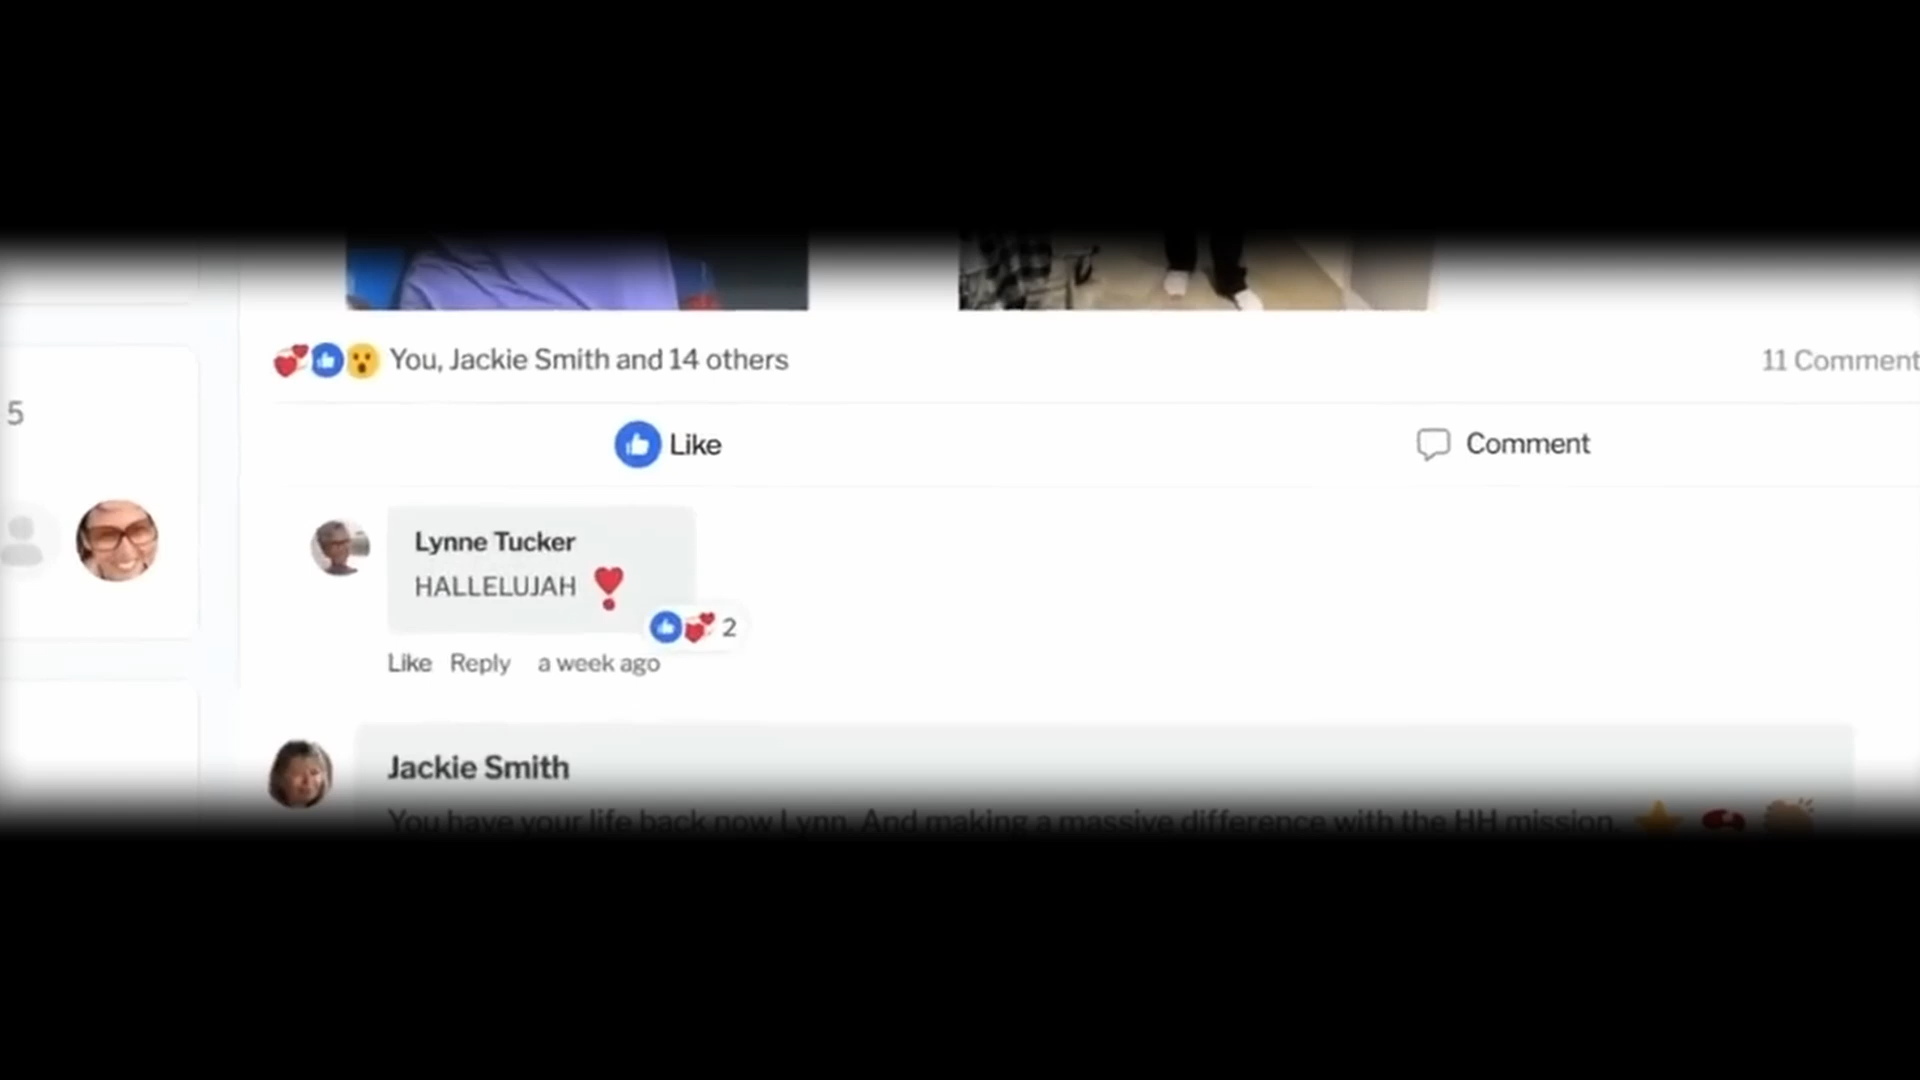 You, Jackie Smith and 14 others
11 Comment
5
Like
Comment
Lynne Tucker
HALLELUJAH
2
Like Reply a week ago
Jackie Smith
You have your life back now Lynn. And making a massive difference with the HH mission